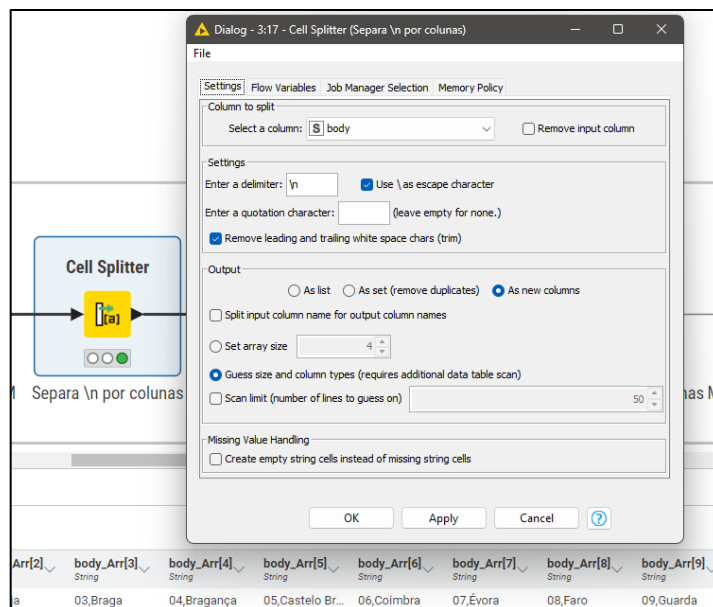 Dialog - 3:17 - Cell Splitter (Separa \n por colunas)
File
Settings Flow Variables Job Manager Selection Memory Policy
Column to split
Select a column: S body Remove input column
Settings
Enter a delimiter: \n Use \ as escape character
Enter a quotation character: (leave empty for none.)
Remove leading and trailing white space chars (trim)
Output
As list As set (remove duplicates) As new columns
Split input column name for output column names
Set array size 4
Guess size and column types (requires additional data table scan)
Scan limit (number of lines to guess on) 50
Missing Value Handling
Create empty string cells instead of missing string cells
OK Apply Cancel ?
Cell Splitter
[a]
Separa \n por colunas
nas M
Arr[2] body_Arr[3] body_Arr[4] body_Arr[5] body_Arr[6] body_Arr[7] body_Arr[8] body_Arr[9]
String String String String String String String
ja 03,Braga 04,Bragança 05,Castelo Br... 06,Coimbra 07,Évora 08,Faro 09,Guarda